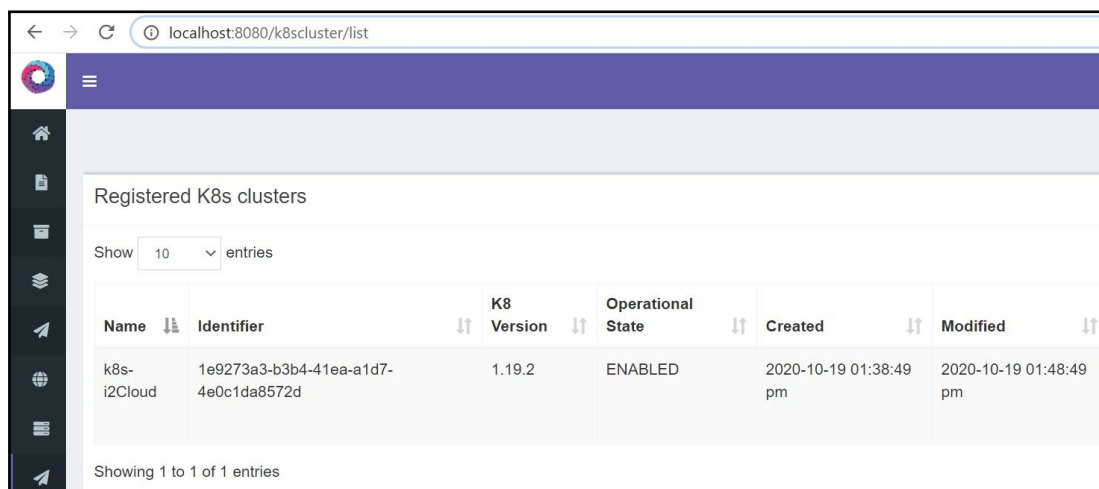 localhost:8080/k8scluster/list
Registered K8s clusters
Show 10 entries
Name Identifier K8 Version Operational State Created Modified
k8s-i2Cloud 1e9273a3-b3b4-41ea-a1d7-4e0c1da8572d 1.19.2 ENABLED 2020-10-19 01:38:49 pm 2020-10-19 01:48:49 pm
Showing 1 to 1 of 1 entries